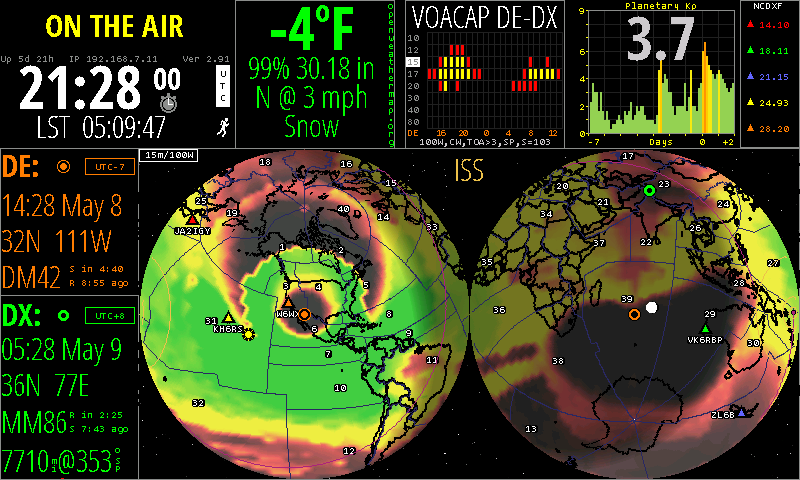 ON THE AIR
Up 5d 21h IP 192.168.7.11 Ver 2.91
21:28 00
UTC
LST 05:09:47
-4°F
99% 30.18 in
N @ 3 mph
Snow
openweathermap.org
VOACAP DE-DX
10
12
15
17
20
30
40
80
DE 16 20 0 4 8 12
100W,CW,TOA>3,SP,S=103
Planetary Kp
3.7
9
6
3
0
-7 Days 0 +2
NCDXF
14.10
18.11
21.15
24.93
28.20
DE: UTC-7
14:28 May 8
32N 111W
DM42 S in 4:40
R 8:55 ago
DX: UTC+8
05:28 May 9
36N 77E
MM86 R in 2:25
S 7:43 ago
7710mi@353°SP
15m/100W
ISS
18
16
25
19
40
15
14
JA2IGY
33
1
2
3
4
5
W6WX
6
31
KH6RS
8
9
7
11
10
32
12
17
20
23
24
34
21
26
37
22
27
35
28
36
39
29
VK6RBP
30
38
ZL6B
13